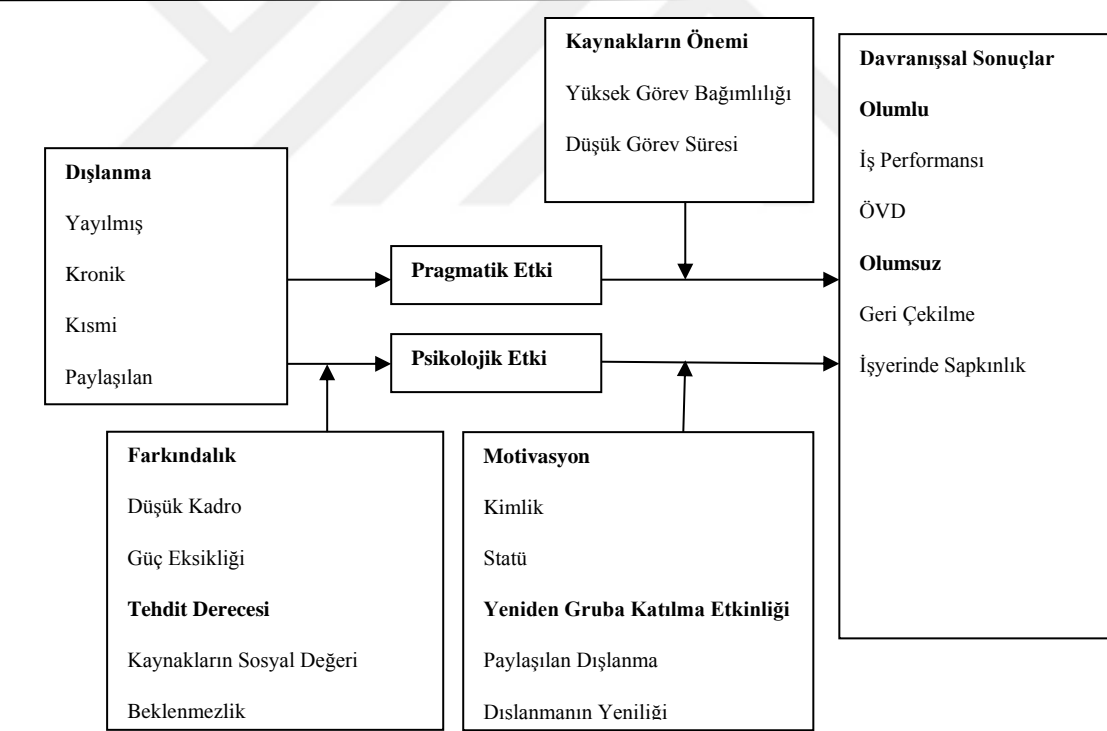 Kaynakların Önemi
Yüksek Görev Bağımlılığı
Düşük Görev Süresi
Davranışsal Sonuçlar
Olumlu
İş Performansı
ÖVD
Olumsuz
Geri Çekilme
İşyerinde Sapkınlık
Dışlanma
Yayılmış
Kronik
Kısmi
Paylaşılan
Pragmatik Etki
Psikolojik Etki
Farkındalık
Düşük Kadro
Güç Eksikliği
Tehdit Derecesi
Kaynakların Sosyal Değeri
Beklenmezlik
Motivasyon
Kimlik
Statü
Yeniden Gruba Katılma Etkinliği
Paylaşılan Dışlanma
Dışlanmanın Yeniliği